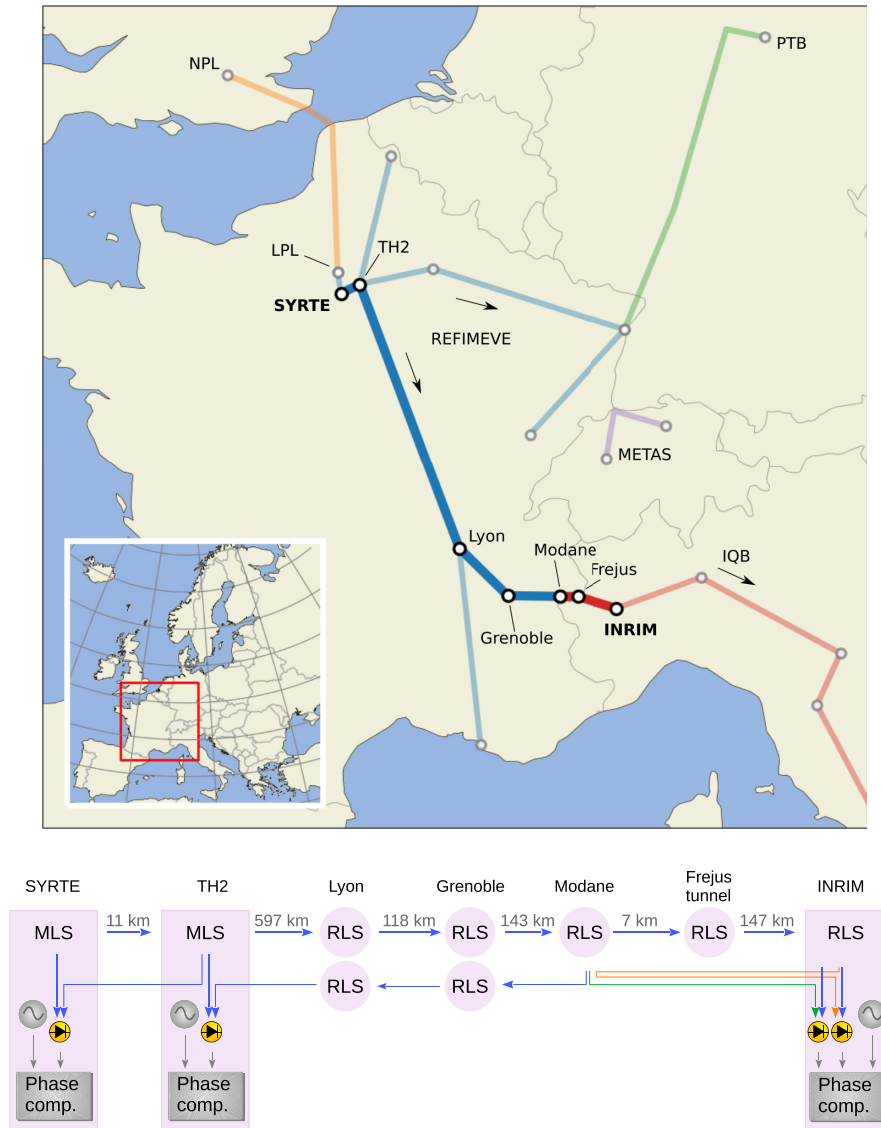 NPL
PTB
LPL
TH2
SYRTE
REFIMEVE
METAS
Lyon
Modane
Frejus
IQB
Grenoble
INRIM
SYRTE
TH2
Lyon
Grenoble
Modane
Frejus
tunnel
INRIM
MLS
11 km
MLS
597 km
RLS
118 km
RLS
143 km
RLS
7 km
RLS
147 km
RLS
RLS
RLS
Phase
comp.
Phase
comp.
Phase
comp.